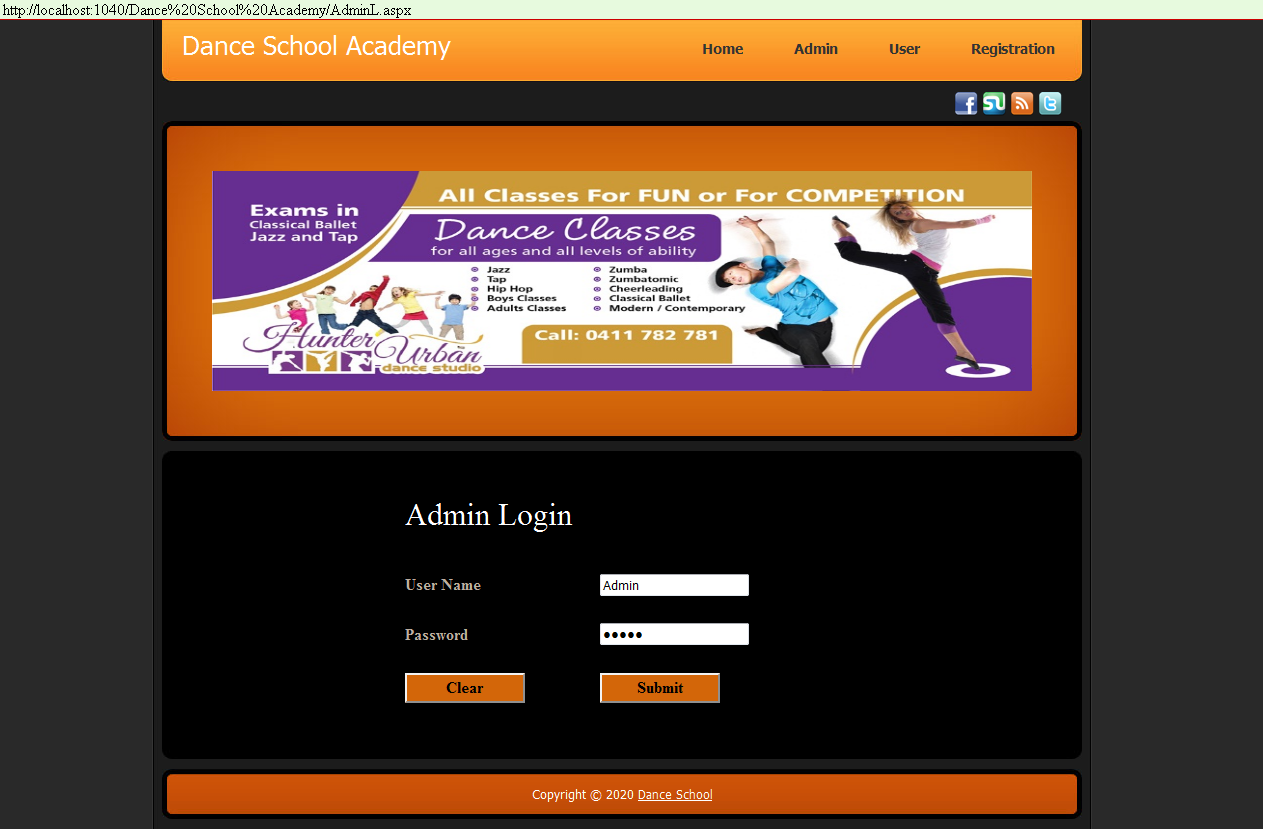 http://localhost:1040/Dance%20School%20Academy/AdminL.aspx
Dance School Academy
Home Admin User Registration
All Classes For FUN or For COMPETITION
Exams in
Classical Ballet
Jazz and Tap
Dance Classes
for all ages and all levels of ability
Jazz
Tap
Hip Hop
Boys Classes
Adults Classes
Zumba
Zumbatomic
Cheerleading
Classical Ballet
Modern / Contemporary
Call: 0411 782 781
Hunter
Urban
dance studio
Admin Login
User Name Admin
Password •••••
Clear Submit
Copyright © 2020 Dance School